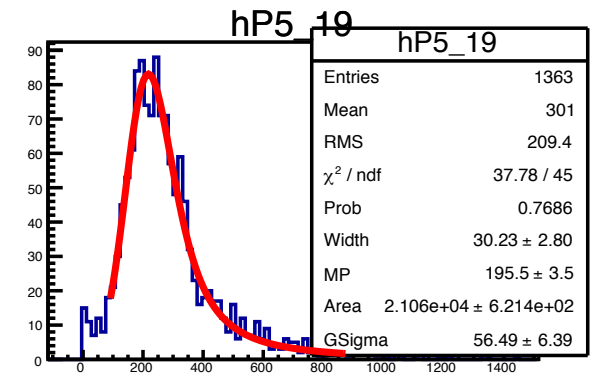 hP5_19
hP5_19
Entries 1363
Mean 301
RMS 209.4
χ² / ndf 37.78 / 45
Prob 0.7686
Width 30.23 ± 2.80
MP 195.5 ± 3.5
Area 2.106e+04 ± 6.214e+02
GSigma 56.49 ± 6.39
90
80
70
60
50
40
30
20
10
0
0 200 400 600 800 1000 1200 1400